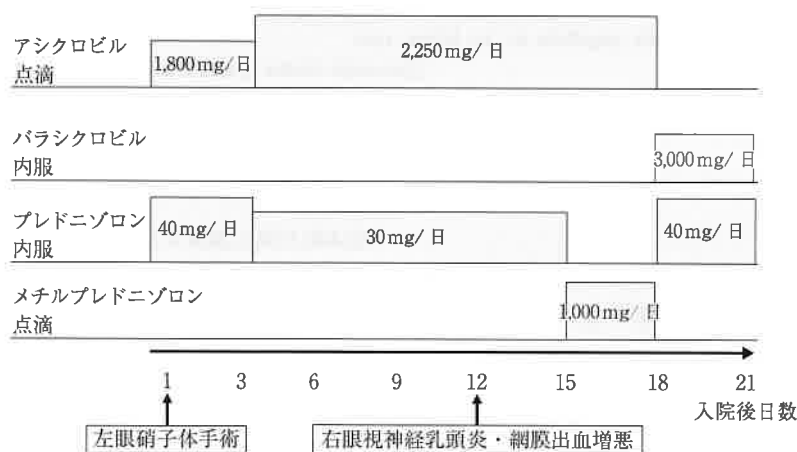 アシクロビル
点滴
1,800mg/日
2,250mg/日
バラシクロビル
内服
3,000mg/日
プレドニゾロン
内服
40mg/日
30mg/日
40mg/日
メチルプレドニゾロン
点滴
1,000mg/日
1 3 6 9 12 15 18 21
入院後日数
左眼硝子体手術
右眼視神経乳頭炎・網膜出血増悪